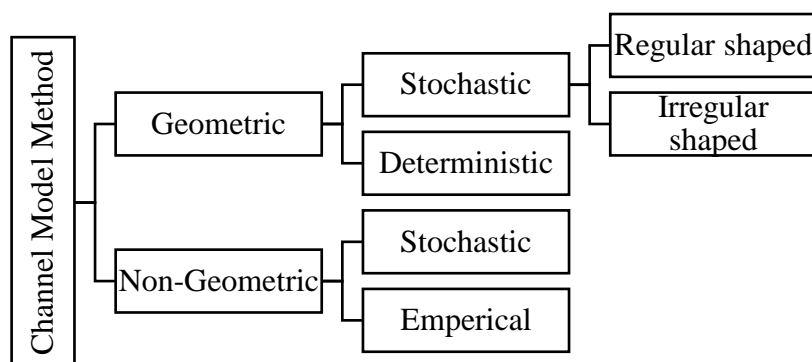 Channel Model Method
Geometric
Stochastic
Regular shaped
Irregular
shaped
Deterministic
Non-Geometric
Stochastic
Emperical